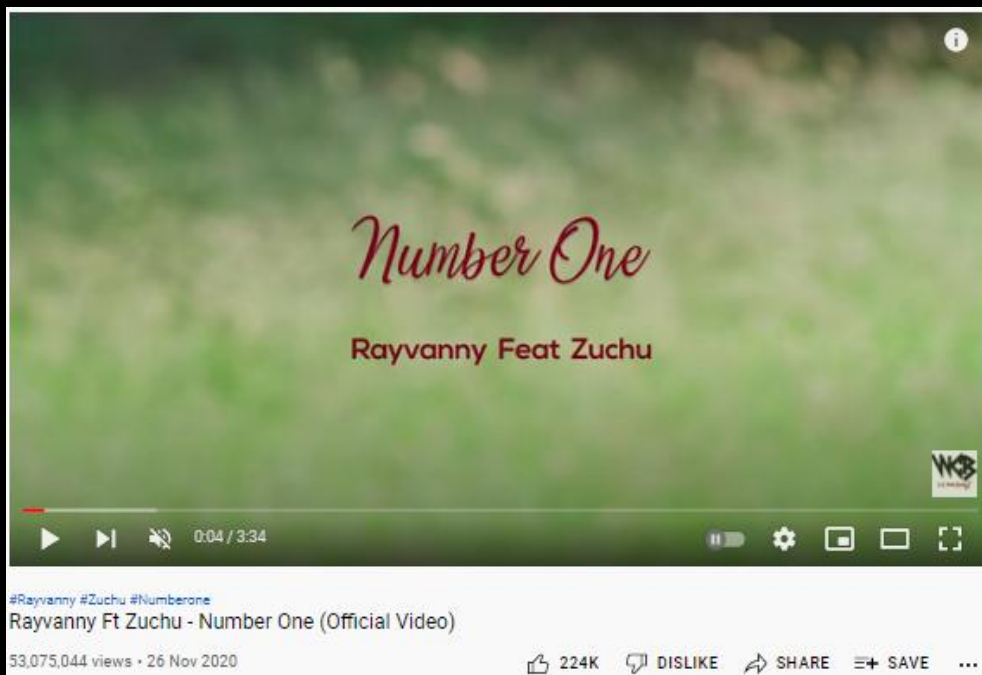 Number One
Rayvanny Feat Zuchu
WCB
0:04 / 3:34
#Rayvanny #Zuchu #Numberone
Rayvanny Ft Zuchu - Number One (Official Video)
53,075,044 views • 26 Nov 2020
224K DISLIKE SHARE SAVE